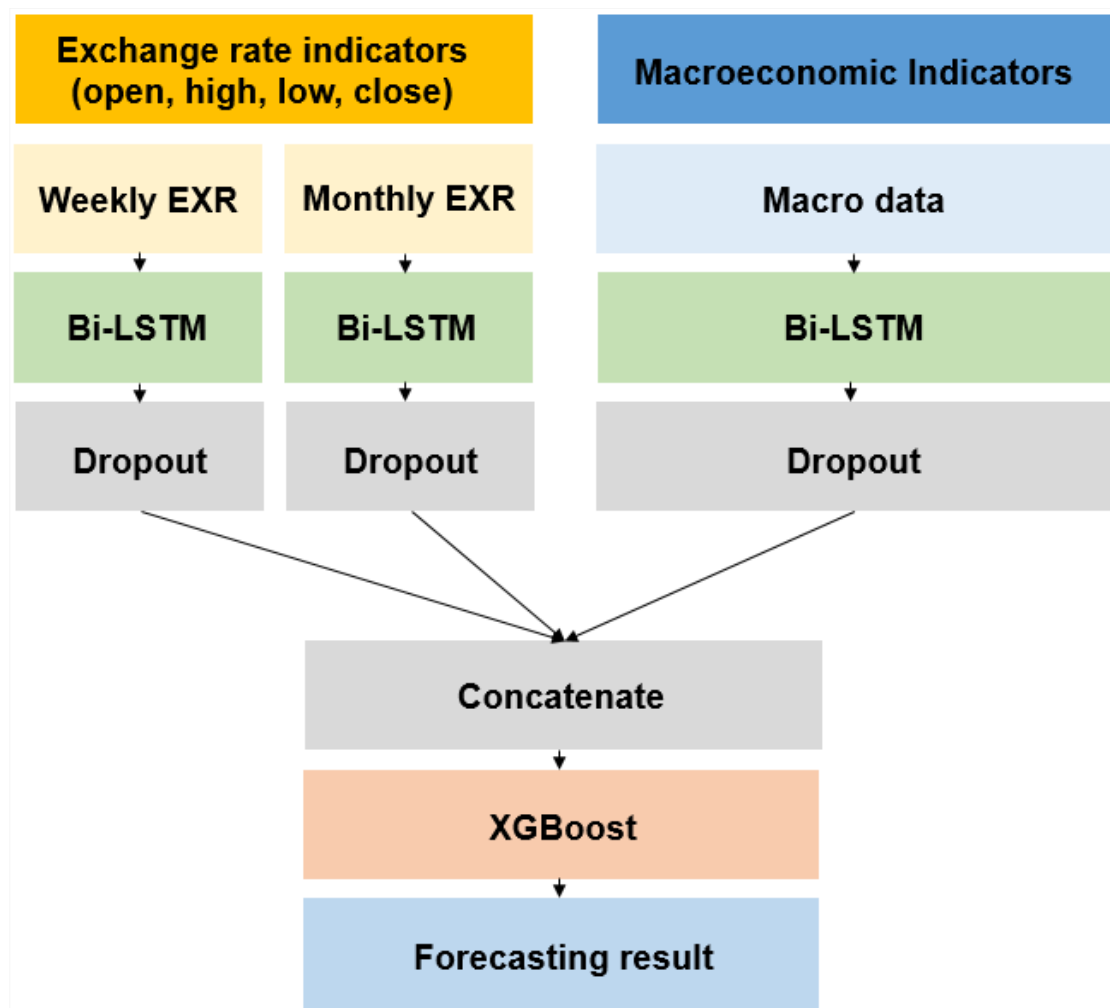 Exchange rate indicators
(open, high, low, close)
Macroeconomic Indicators
Weekly EXR
Monthly EXR
Macro data
Bi-LSTM
Bi-LSTM
Bi-LSTM
Dropout
Dropout
Dropout
Concatenate
XGBoost
Forecasting result